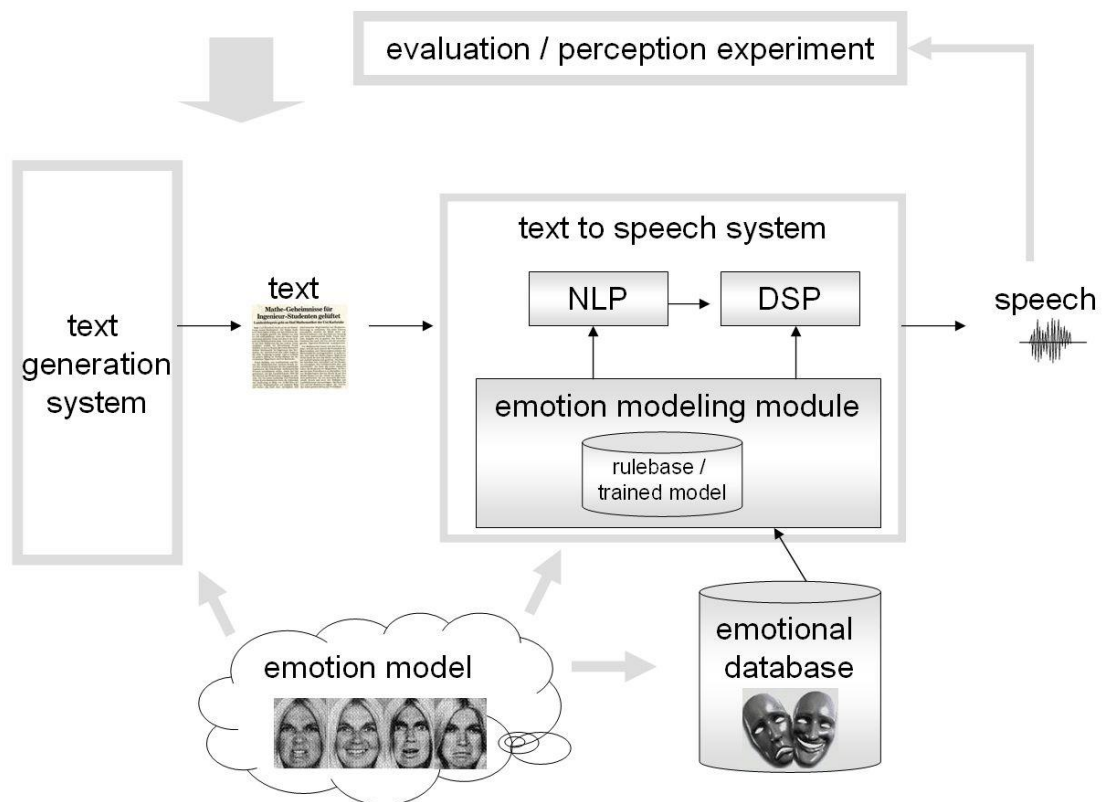 evaluation / perception experiment
text to speech system
NLP
DSP
text
Mathe-Geheimnisse für
Ingenieur-Studenten gelüftet
speech
text
generation
system
emotion modeling module
rulebase /
trained model
emotion model
emotional
database